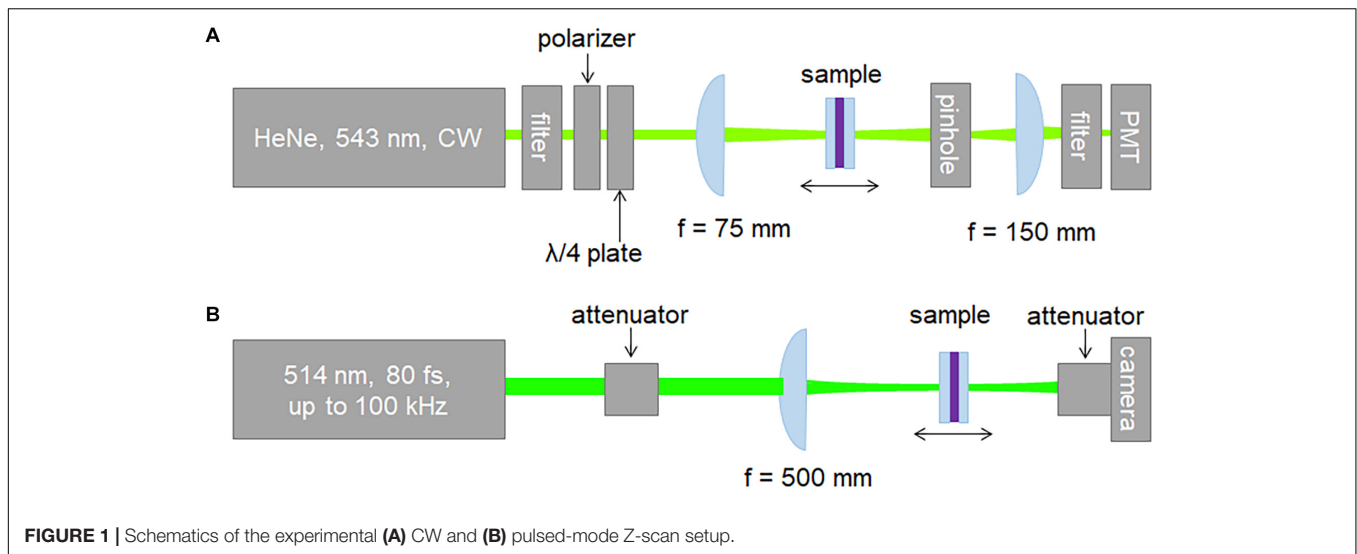 A
polarizer
HeNe, 543 nm, CW
filter
sample
pinhole
filter
PMT
f = 75 mm
f = 150 mm
λ/4 plate
B
attenuator
sample
attenuator
514 nm, 80 fs,
up to 100 kHz
camera
f = 500 mm
FIGURE 1 | Schematics of the experimental (A) CW and (B) pulsed-mode Z-scan setup.